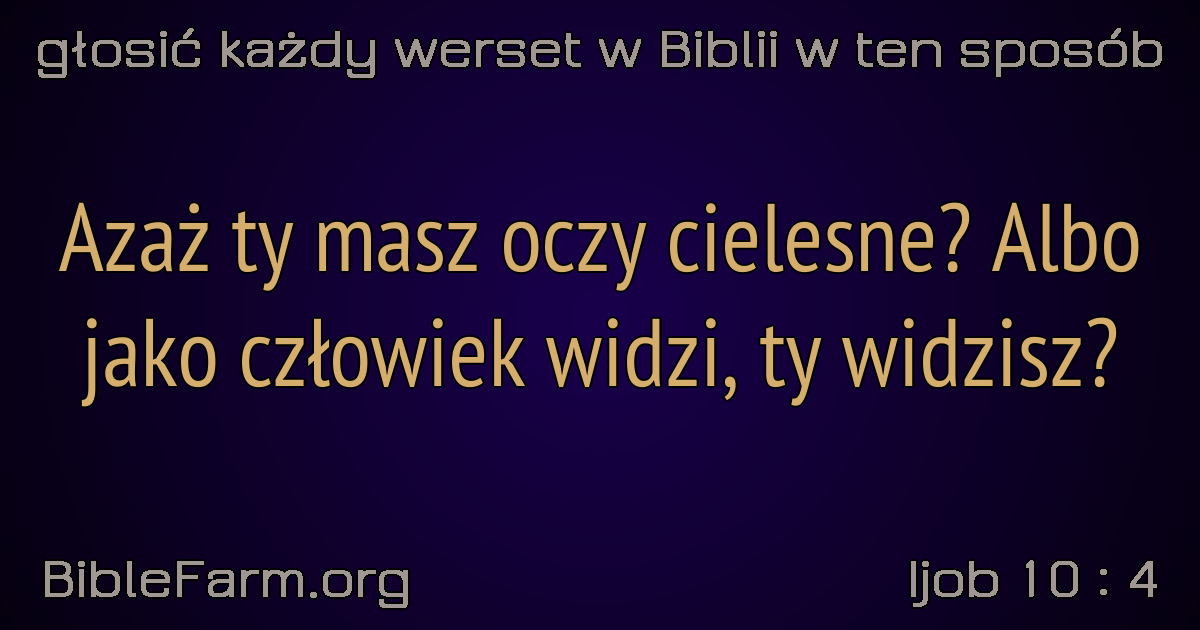 głosić każdy werset w Biblii w ten sposób
Azaż ty masz oczy cielesne? Albo
jako człowiek widzi, ty widzisz?
BibleFarm.org
Ijob 10 : 4